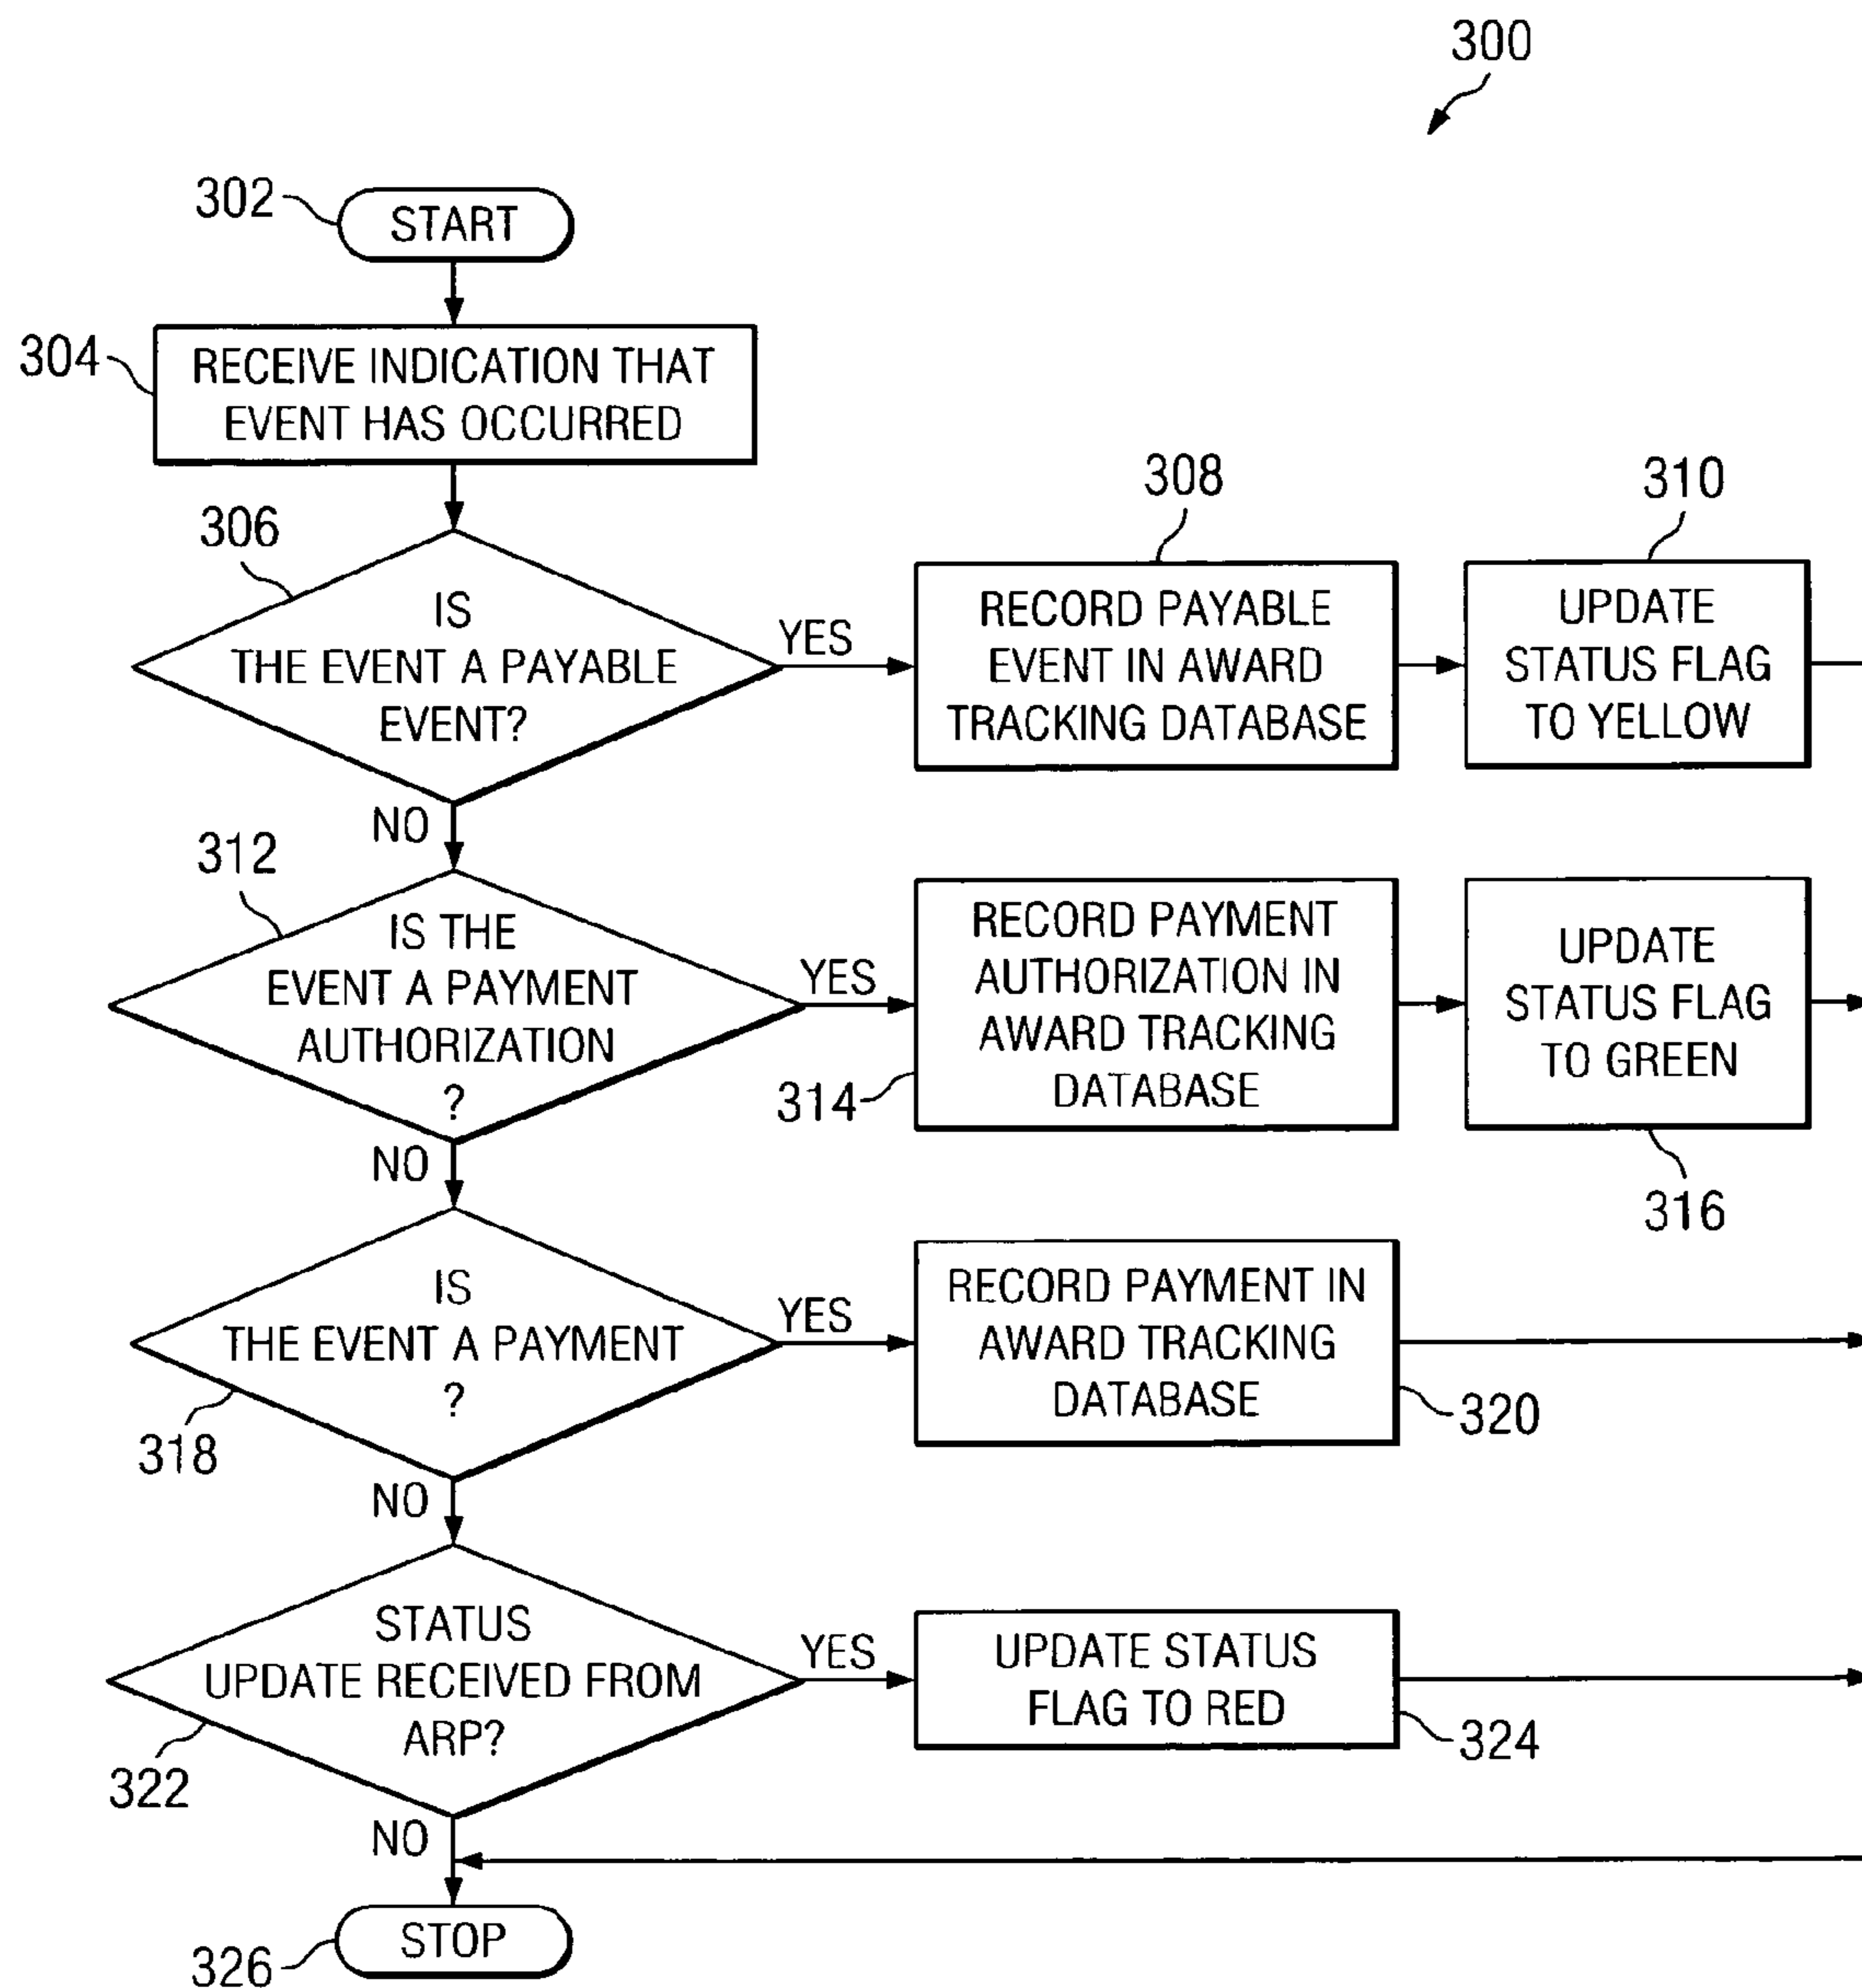 300
302
START
304
RECEIVE INDICATION THAT
EVENT HAS OCCURRED
306
IS
THE EVENT A PAYABLE
EVENT?
YES
308
RECORD PAYABLE
EVENT IN AWARD
TRACKING DATABASE
310
UPDATE
STATUS FLAG
TO YELLOW
NO
312
IS THE
EVENT A PAYMENT
AUTHORIZATION
?
YES
314
RECORD PAYMENT
AUTHORIZATION IN
AWARD TRACKING
DATABASE
UPDATE
STATUS FLAG
TO GREEN
316
NO
318
IS
THE EVENT A PAYMENT
?
YES
RECORD PAYMENT IN
AWARD TRACKING
DATABASE
320
NO
322
STATUS
UPDATE RECEIVED FROM
ARP?
YES
UPDATE STATUS
FLAG TO RED
324
NO
326
STOP